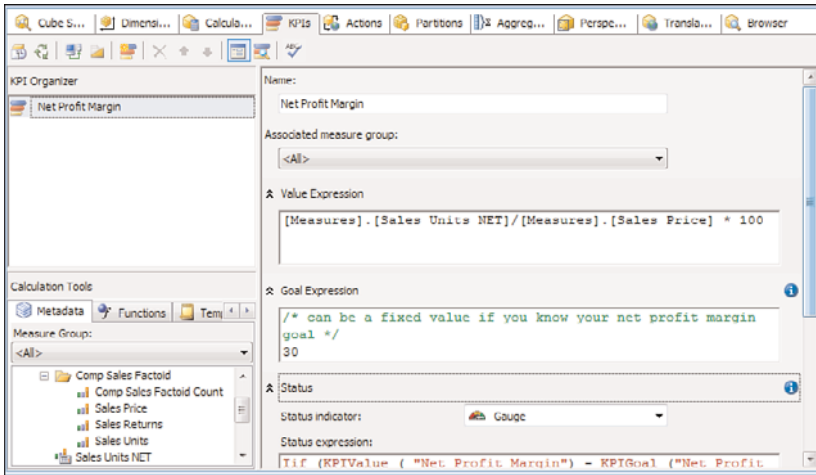 Cube S... Dimensi... Calcula... KPIs Actions Partitions Aggreg... Perspe... Transla... Browser
KPI Organizer
Net Profit Margin
Name:
Net Profit Margin
Associated measure group:
<All>
Value Expression
[Measures].[Sales Units NET]/[Measures].[Sales Price] * 100
Calculation Tools
Metadata Functions Tem
Measure Group:
<All>
Comp Sales Factoid
Comp Sales Factoid Count
Sales Price
Sales Returns
Sales Units
Sales Units NET
Goal Expression
/* can be a fixed value if you know your net profit margin
goal */
30
Status
Status indicator: Gauge
Status expression:
Iif (KPIValue ( "Net Profit Margin") - KPIGoal ("Net Profit